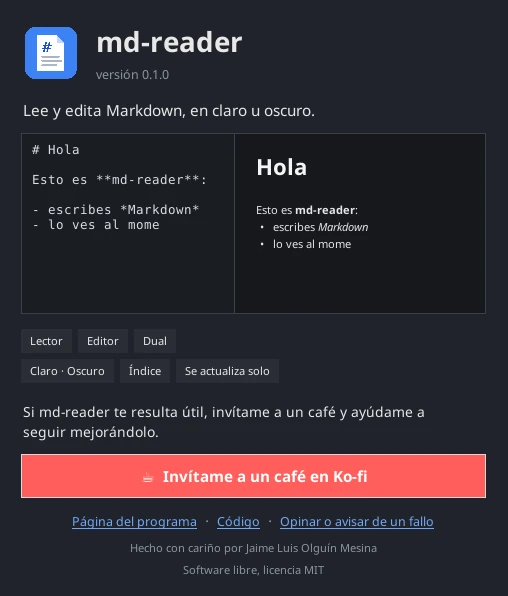 #
md-reader
versión 0.1.0
Lee y edita Markdown, en claro u oscuro.
# Hola
Esto es **md-reader**:
- escribes *Markdown*
- lo ves al mome
Hola
Esto es md-reader:
• escribes Markdown
• lo ves al mome
Lector Editor Dual
Claro · Oscuro Índice Se actualiza solo
Si md-reader te resulta útil, invítame a un café y ayúdame a
seguir mejorándolo.
☕ Invítame a un café en Ko-fi
Página del programa · Código · Opinar o avisar de un fallo
Hecho con cariño por Jaime Luis Olguín Mesina
Software libre, licencia MIT